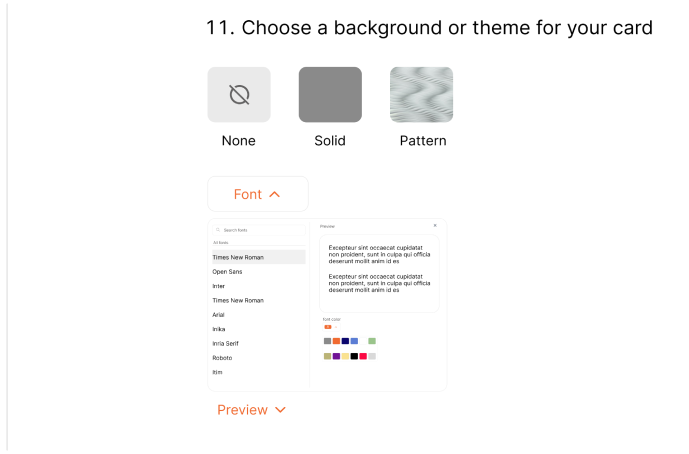 11. Choose a background or theme for your card
None
Solid
Pattern
Font
Search fonts
All fonts
Times New Roman
Open Sans
Inter
Times New Roman
Arial
Inika
Inria Serif
Roboto
Itim
Preview
Excepteur sint occaecat cupidatat
non proident, sunt in culpa qui officia
deserunt mollit anim id es
Excepteur sint occaecat cupidatat
non proident, sunt in culpa qui officia
deserunt mollit anim id es
font color
Preview